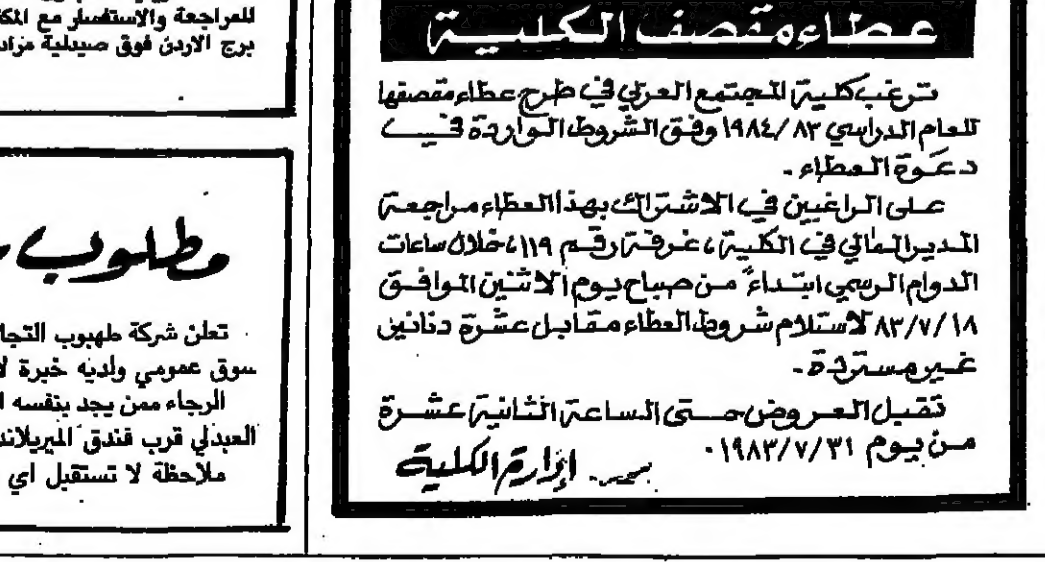 عطاء مقصف الكلية
ترغب كلية المجتمع العربي في طرح عطاء مقصفها
للعام الدراسي ٨٣ /١٩٨٤ وفق الشروط الواردة في
دعوة العطاء .
على الراغبين في الاشتراك بهذا العطاء مراجعة
المدير المالي في الكلية ، غرفة رقم ١١٩ ، خلال ساعات
الدوام الرسمي ابتداءً من صباح يوم الاثنين الموافق
٨٣/٧/١٨ لاستلام شروط العطاء مقابل عشرة دنانير
غير مستردة .
تقبل العروض حتى الساعة الثانية عشرة
من يوم ١٩٨٣/٧/٣١ .
إدارة الكلية
للمراجعة والاستفسار مع
برج الاردن فوق صيدلية
مطلوب
تعلن شركة طهبوب
سوق عمومي ولديه خبرة
الرجاء ممن يجد بنفسه
العبدلي قرب فندق الميريلاند
ملاحظة لا تستقبل اي